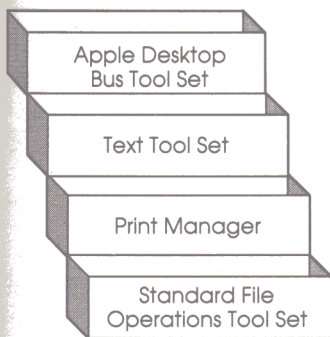 Apple Desktop
Bus Tool Set
Text Tool Set
Print Manager
Standard File
Operations Tool Set